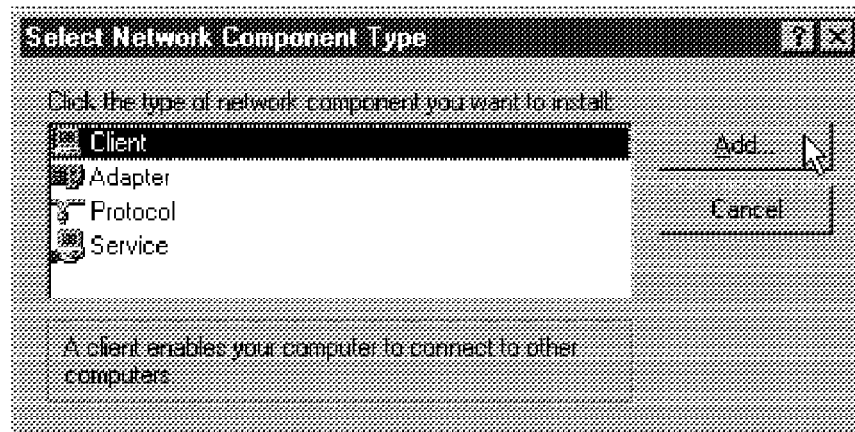 Select Network Component Type
Click the type of network component you want to install:
Client
Add...
Adapter
Protocol
Cancel
Service
A client enables your computer to connect to other
computers.